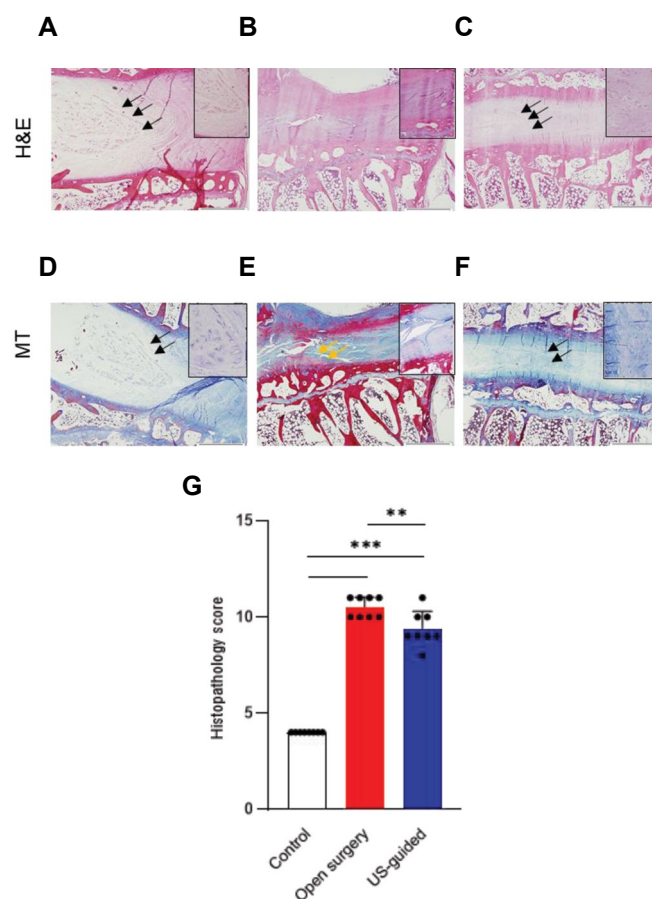 A B C
H&E
D E F
MT
G
**
***
15
10
5
0
Histopathology score
Control
Open surgery
US-guided